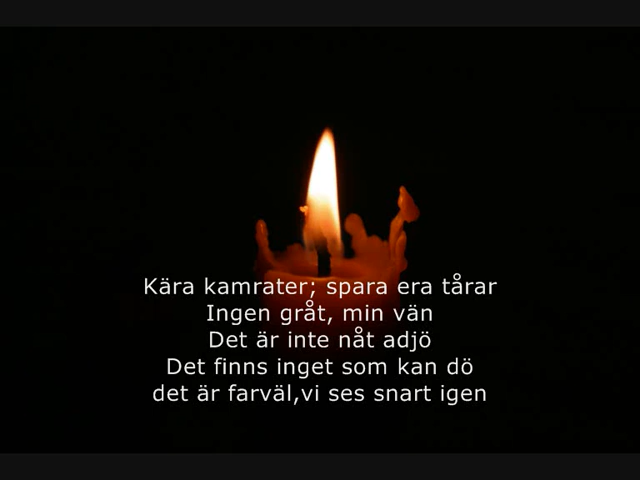 Kära kamrater; spara era tårar
Ingen gråt, min vän
Det är inte nåt adjö
Det finns inget som kan dö
det är farväl,vi ses snart igen